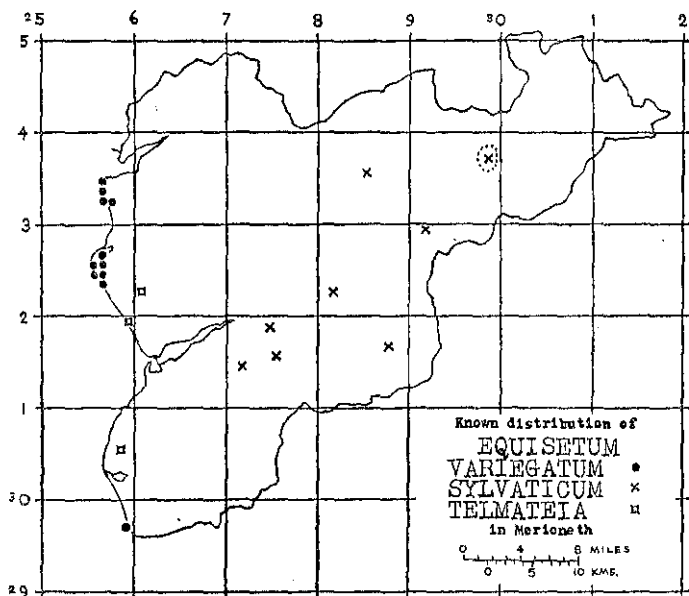 25 6 7 8 9 30 1 2
5
4
3
2
1
30
29
Known distribution of
EQUISETUM
VARIEGATUM
SYLVATICUM
TELMATEIA
in Merioneth
0 4 8 MILES
0 5 10 KMS.